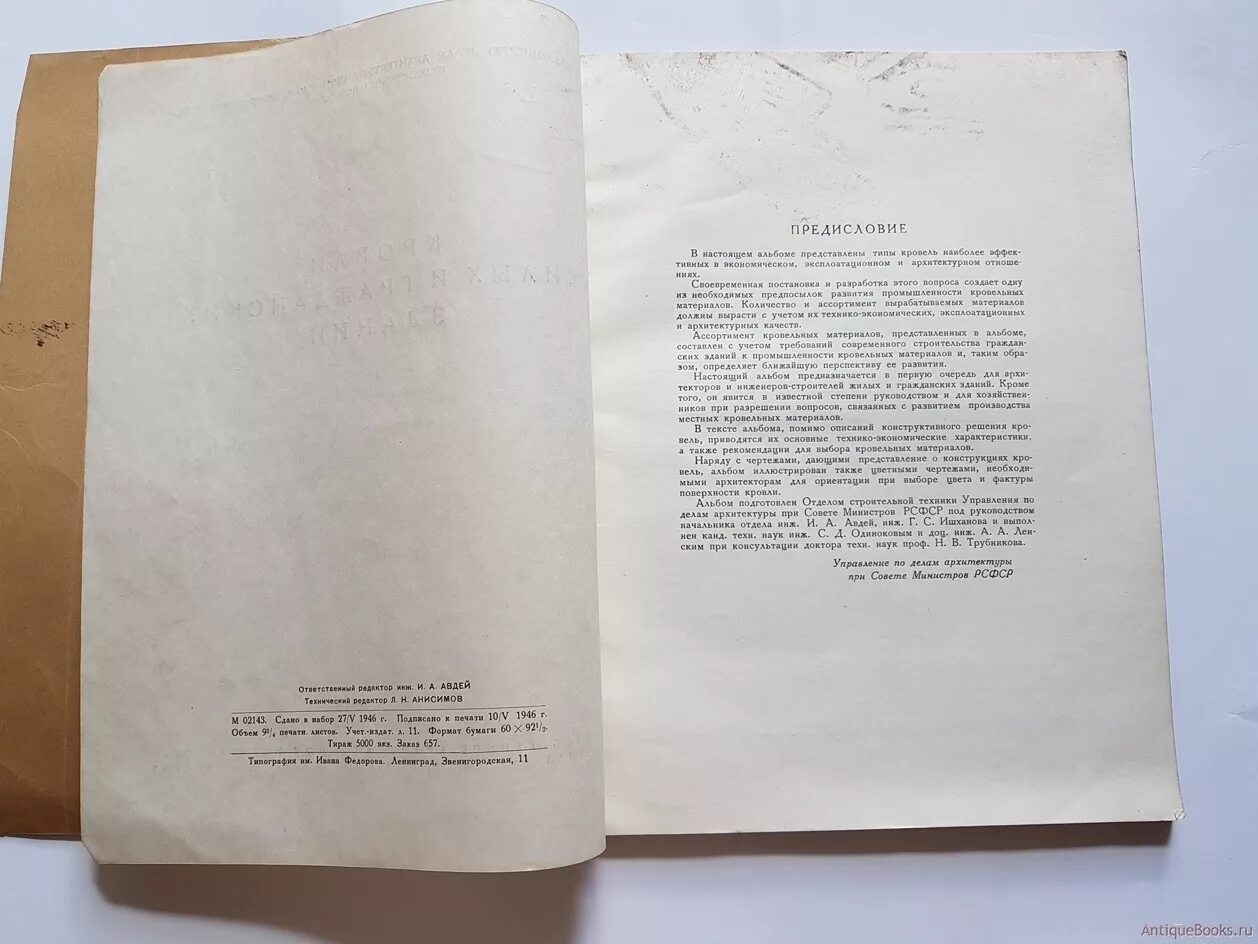 Ответственный редактор инж. И. А. АВДЕЙ
Технический редактор Л. Н. АНИСИМОВ
М 02143. Сдано в набор 27/V 1946 г. Подписано к печати 10/V 1946 г.
Объем 9³/₄ печатн. листов. Учет.-издат. л. 11. Формат бумаги 60 × 92¹/₃.
Тираж 5000 экз. Заказ 657.
Типография им. Ивана Федорова. Ленинград, Звенигородская, 11
ПРЕДИСЛОВИЕ
В настоящем альбоме представлены типы кровель наиболее эффек-
тивных в экономическом, эксплоатационном и архитектурном отноше-
ниях.
Своевременная постановка и разработка этого вопроса создает одну
из необходимых предпосылок развития промышленности кровельных
материалов. Количество и ассортимент вырабатываемых материалов
должны вырасти с учетом их технико-экономических, эксплоатационных
и архитектурных качеств.
Ассортимент кровельных материалов, представленных в альбоме,
составлен с учетом требований современного строительства граждан-
ских зданий к промышленности кровельных материалов и, таким обра-
зом, определяет ближайшую перспективу ее развития.
Настоящий альбом предназначается в первую очередь для архи-
текторов и инженеров-строителей жилых и гражданских зданий. Кроме
того, он явится в известной степени руководством и для хозяйствен-
ников при разрешении вопросов, связанных с развитием производства
местных кровельных материалов.
В тексте альбома, помимо описаний конструктивного решения кро-
вель, приводятся их основные технико-экономические характеристики,
а также рекомендации для выбора кровельных материалов.
Наряду с чертежами, дающими представление о конструкциях кро-
вель, альбом иллюстрирован также цветными чертежами, необходи-
мыми архитекторам для ориентации при выборе цвета и фактуры
поверхности кровли.
Альбом подготовлен Отделом строительной техники Управления по
делам архитектуры при Совете Министров РСФСР под руководством
начальника отдела инж. И. А. Авдей, инж. Г. С. Ишханова и выпол-
нен канд. техн. наук инж. С. Д. Одиноковым и доц. инж. А. А. Лев-
ским при консультации доктора техн. наук проф. Н. В. Трубникова.
Управление по делам архитектуры
при Совете Министров РСФСР
AntiqueBooks.ru